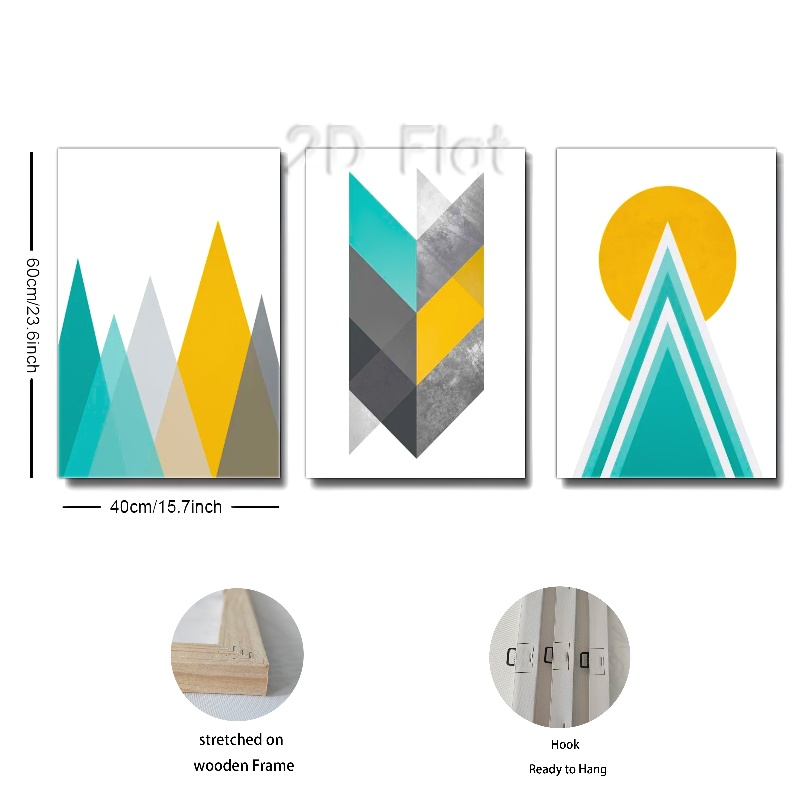 2D Flat
60cm/23.6inch
40cm/15.7inch
stretched on
wooden Frame
Hook
Ready to Hang